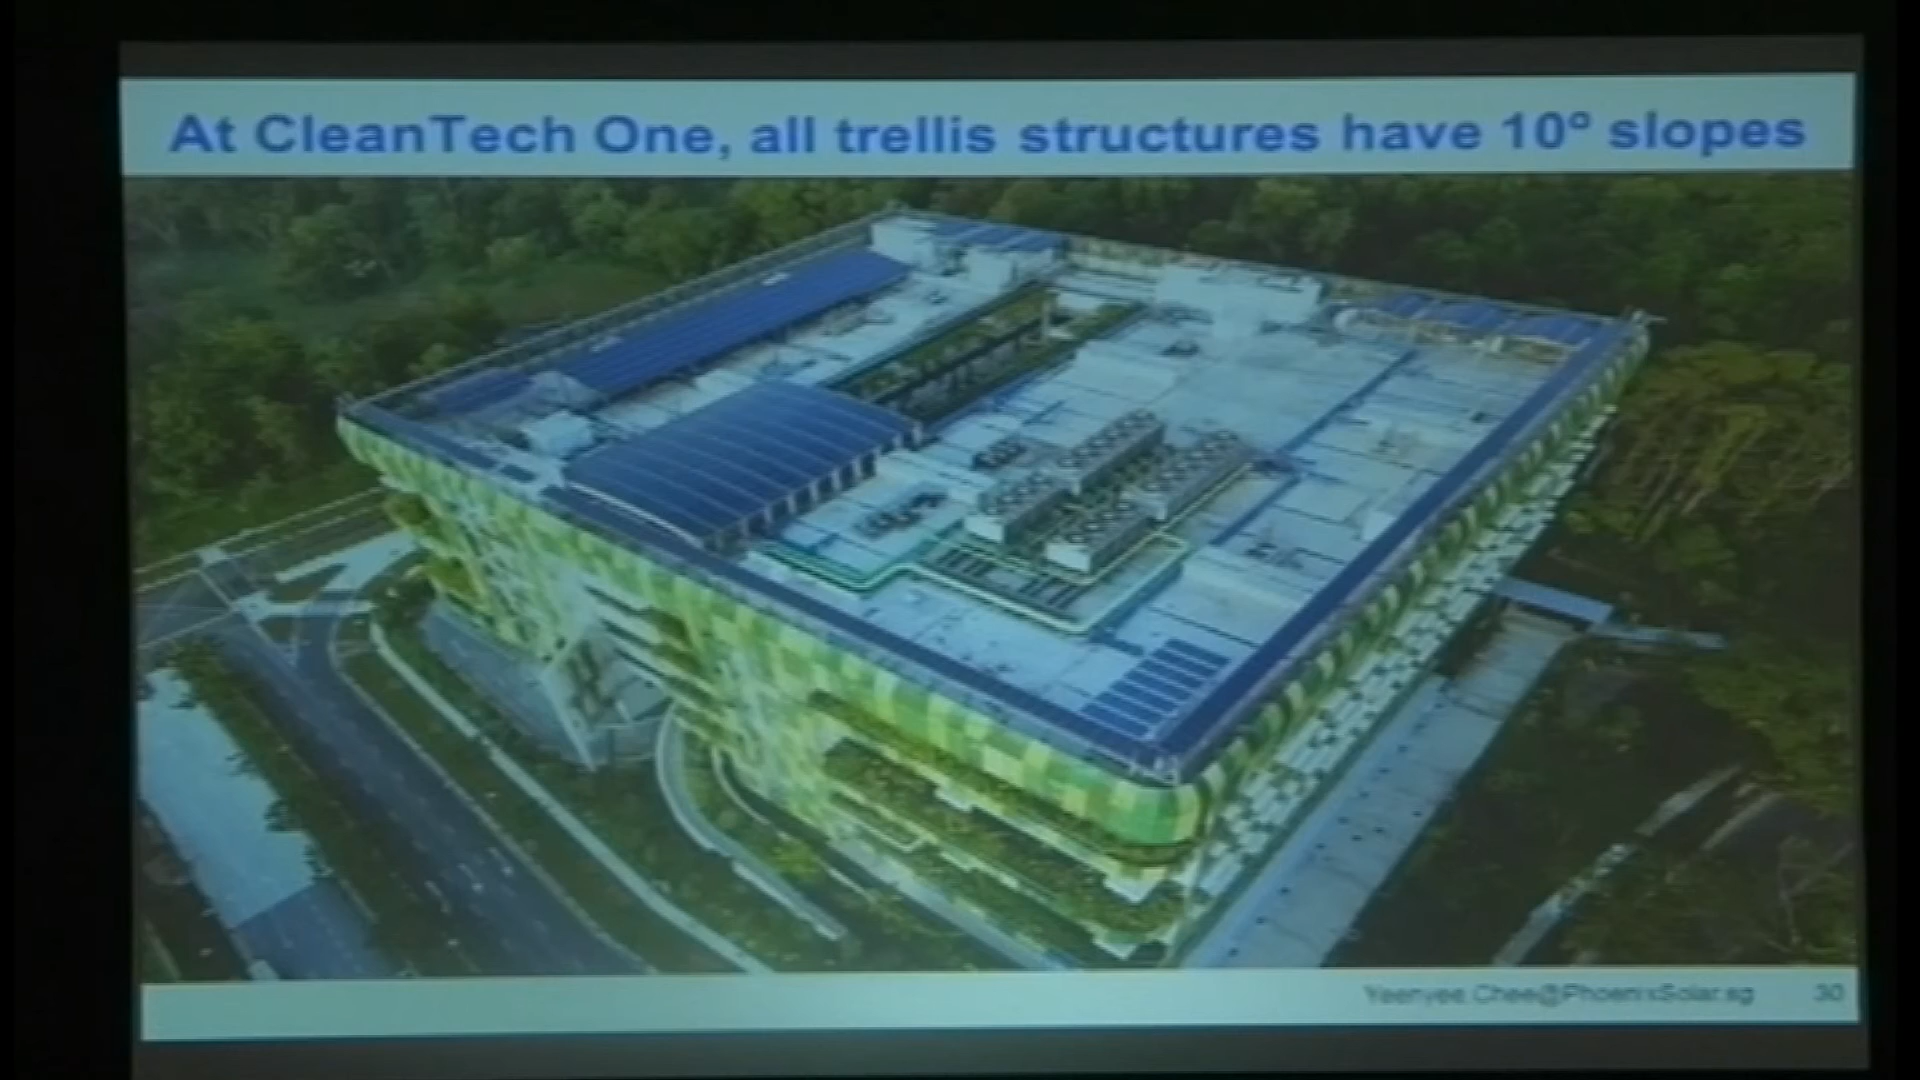 At CleanTech One, all trellis structures have 10° slopes
Yeenyee.Chee@PhoenixSolar.sg 30